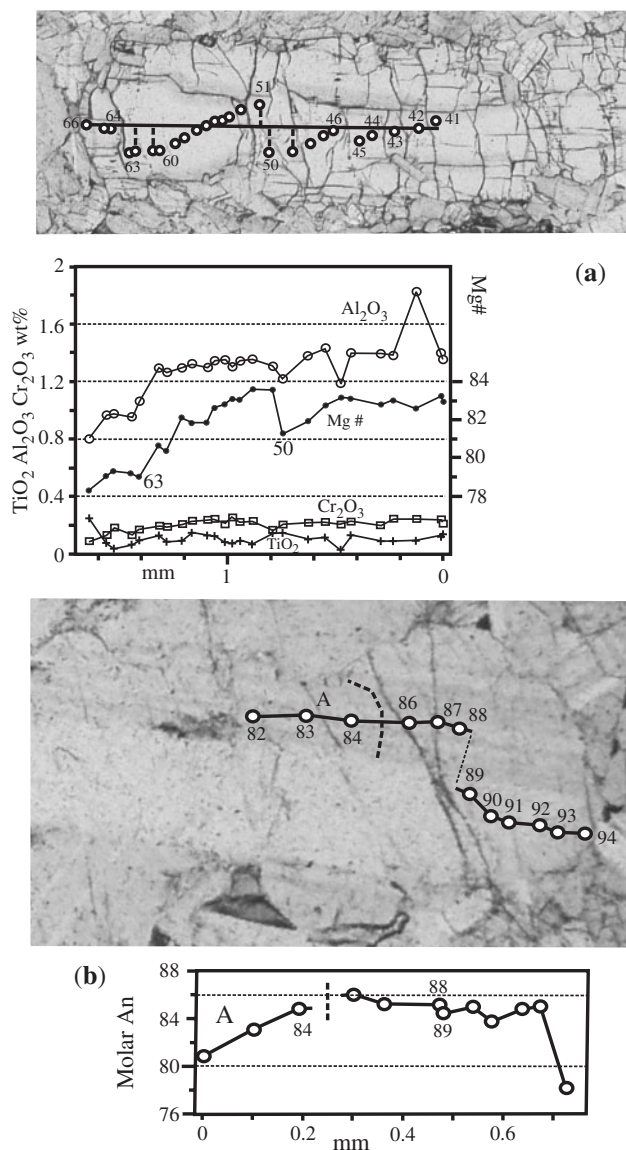 51
66 64 46 44 42 41
63 60 50 45 43
(a)
2
1.6
1.2
0.8
0.4
0
TiO2 Al2O3 Cr2O3 wt%
Al2O3
Mg#
84
82
80
78
Mg #
50
63
Cr2O3
TiO2
mm 1 0
A 86 87 88
82 83 84
89
90 91 92 93 94
(b)
88
84
80
76
Molar An
A
84
88
89
0 0.2 0.4 0.6
mm